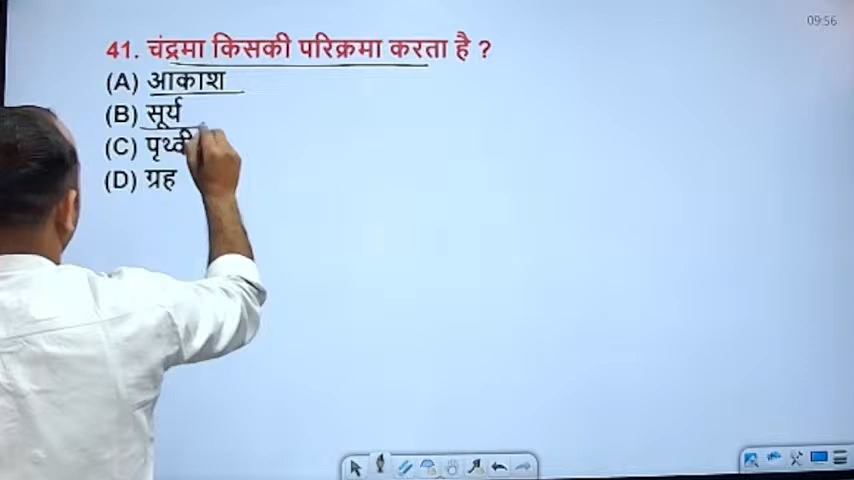 09:56
41. चंद्रमा किसकी परिक्रमा करता है ?
(A) आकाश
(B) सूर्य
(C) पृथ्वी
(D) ग्रह